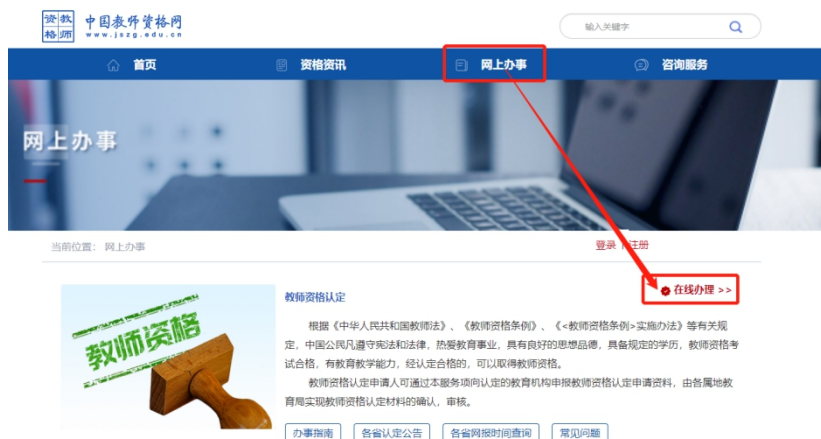 资教
格师
中国教师资格网
www.jszg.edu.cn
输入关键字
首页
资格资讯
网上办事
咨询服务
网上办事
当前位置： 网上办事
登录 | 注册
教师资格
教师资格认定
在线办理 >>
根据《中华人民共和国教师法》、《教师资格条例》、《<教师资格条例>实施办法》等有关规
定，中国公民凡遵守宪法和法律，热爱教育事业，具有良好的思想品德，具备规定的学历，教师资格考
试合格，有教育教学能力，经认定合格的，可以取得教师资格。
教师资格认定申请人可通过本服务项向认定的教育机构申报教师资格认定申请资料，由各属地教
育局实现教师资格认定材料的确认，审核。
办事指南
各省认定公告
各省网报时间查询
常见问题